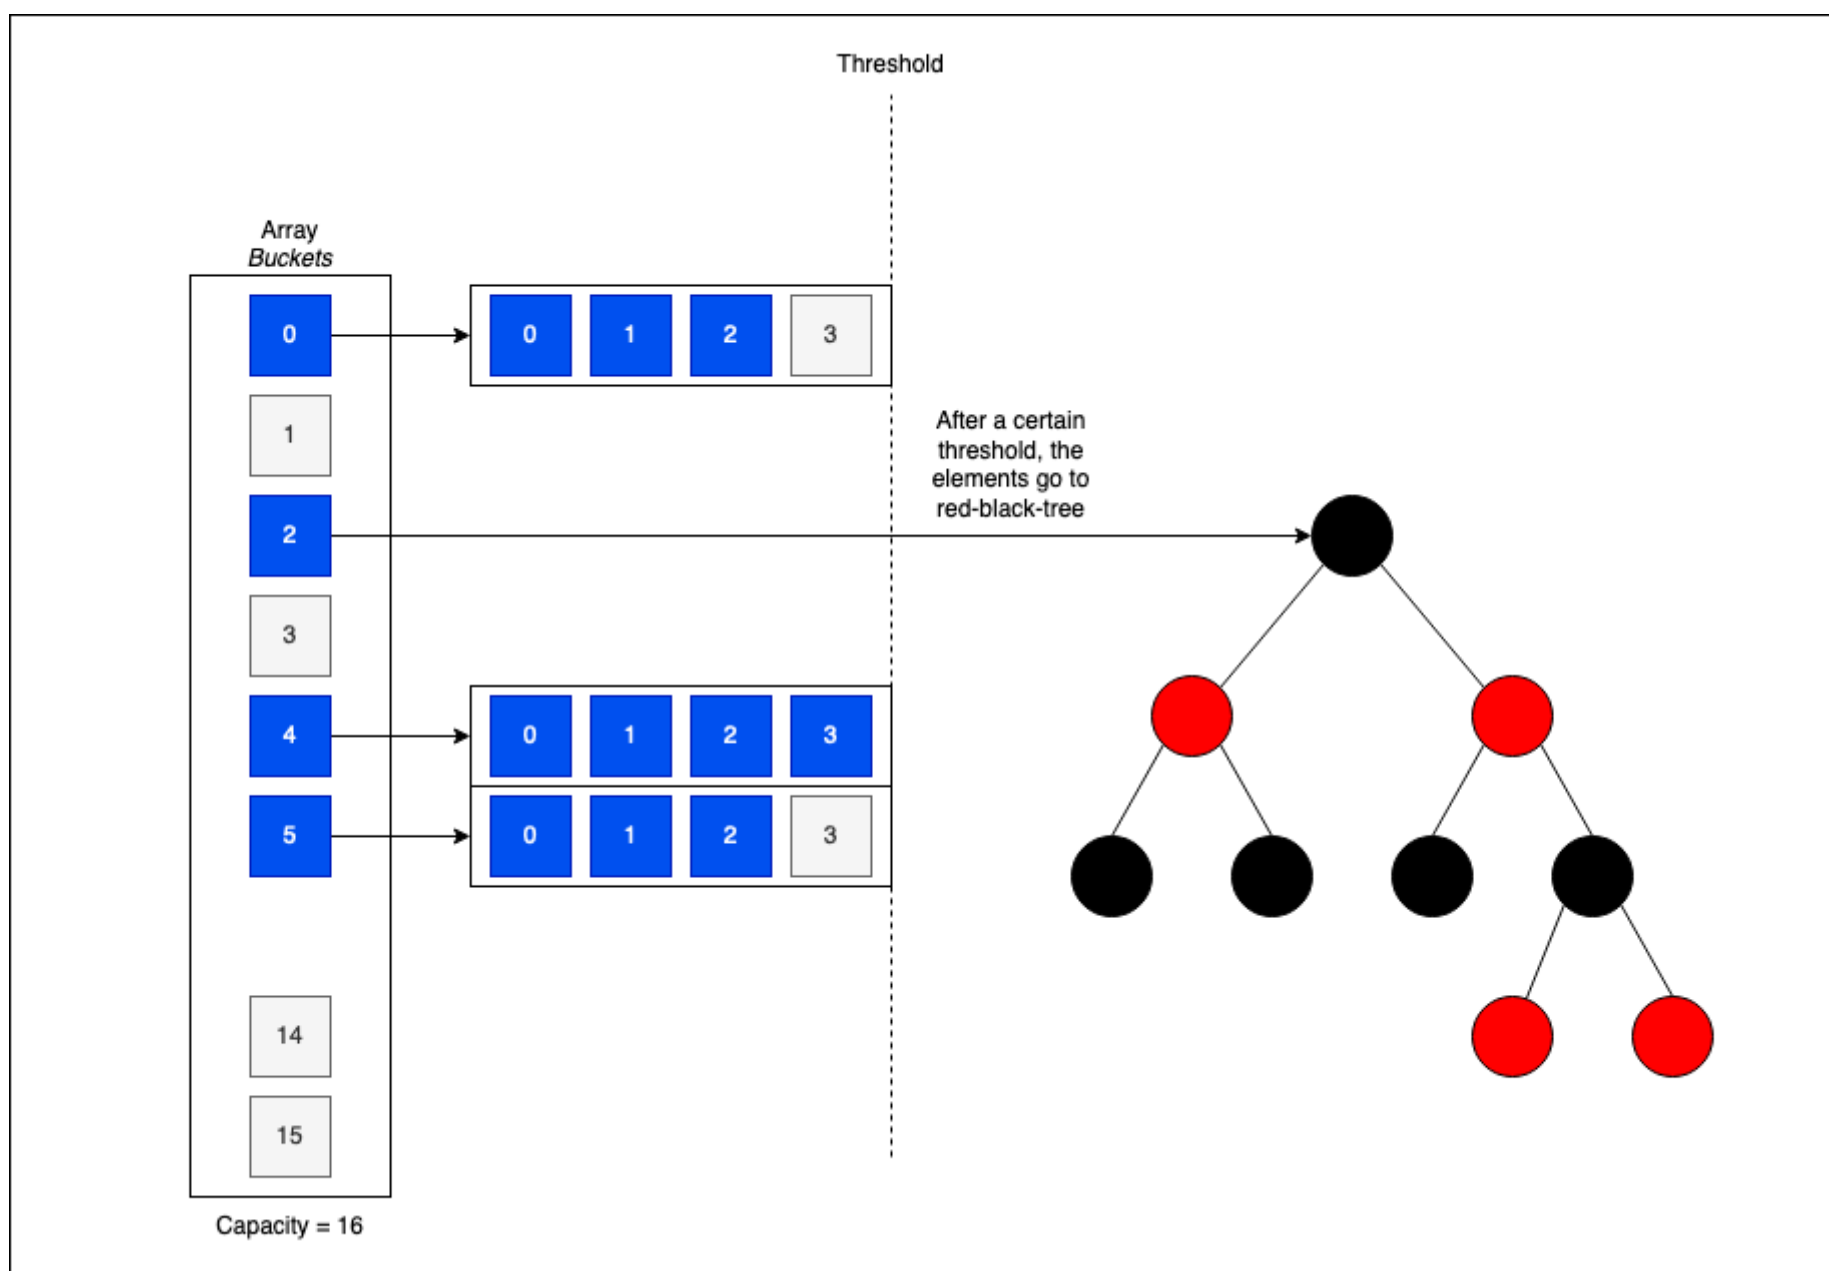 Threshold
Array
Buckets
0
0 1 2 3
1
After a certain
threshold, the
elements go to
red-black-tree
2
3
4
0 1 2 3
5
0 1 2 3
14
15
Capacity = 16